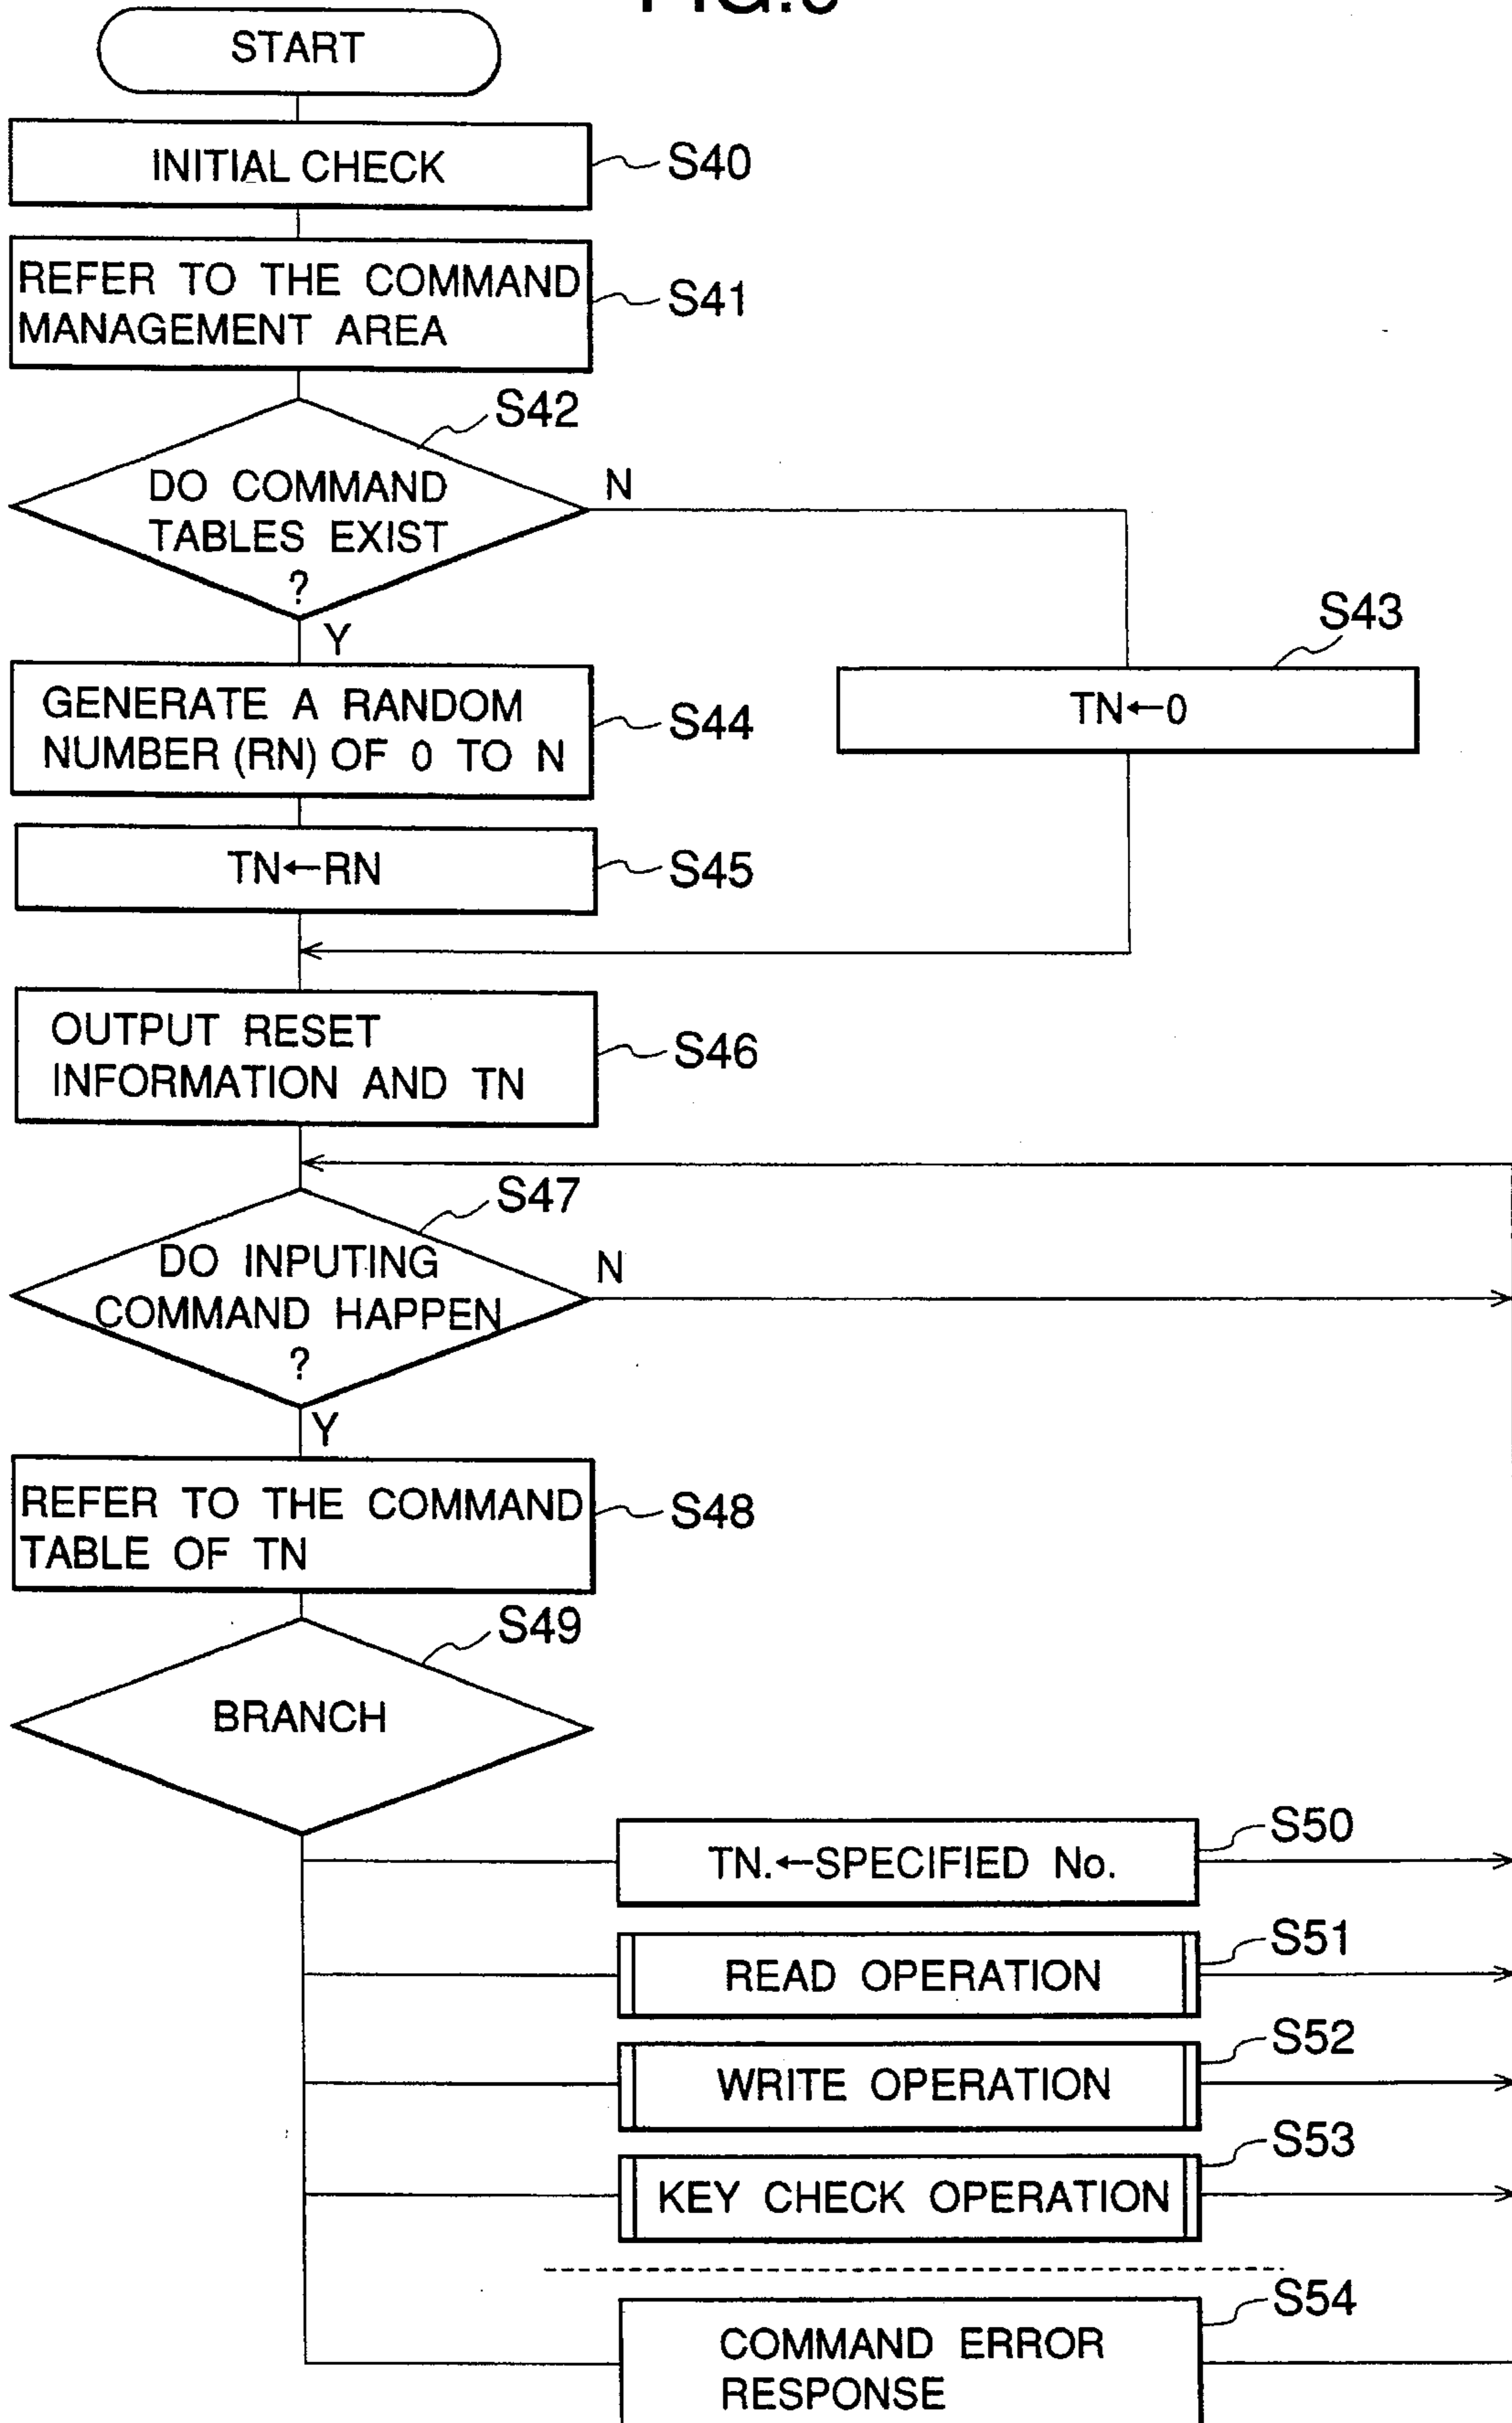 START
INITIAL CHECK
S40
REFER TO THE COMMAND
MANAGEMENT AREA
S41
S42
DO COMMAND
TABLES EXIST
?
N
Y
S43
TN←0
GENERATE A RANDOM
NUMBER (RN) OF 0 TO N
S44
TN←RN
S45
OUTPUT RESET
INFORMATION AND TN
S46
S47
DO INPUTING
COMMAND HAPPEN
?
N
Y
REFER TO THE COMMAND
TABLE OF TN
S48
S49
BRANCH
S50
TN.←SPECIFIED No.
S51
READ OPERATION
S52
WRITE OPERATION
S53
KEY CHECK OPERATION
S54
COMMAND ERROR
RESPONSE